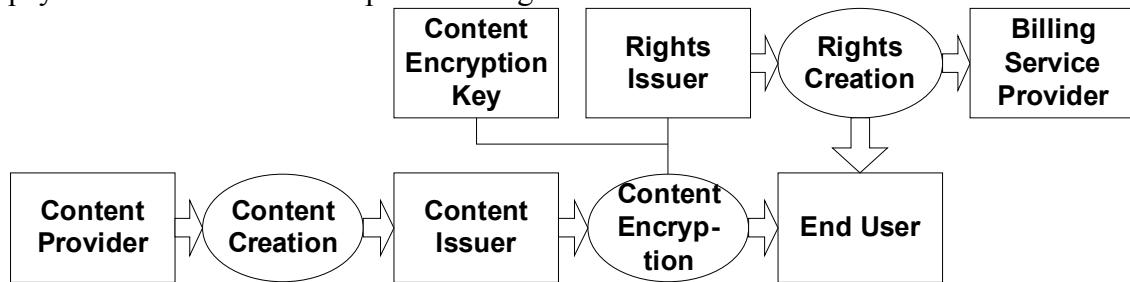 Content
Encryption
Key
Rights
Issuer
Rights
Creation
Billing
Service
Provider
Content
Provider
Content
Creation
Content
Issuer
Content
Encryp-
tion
End User